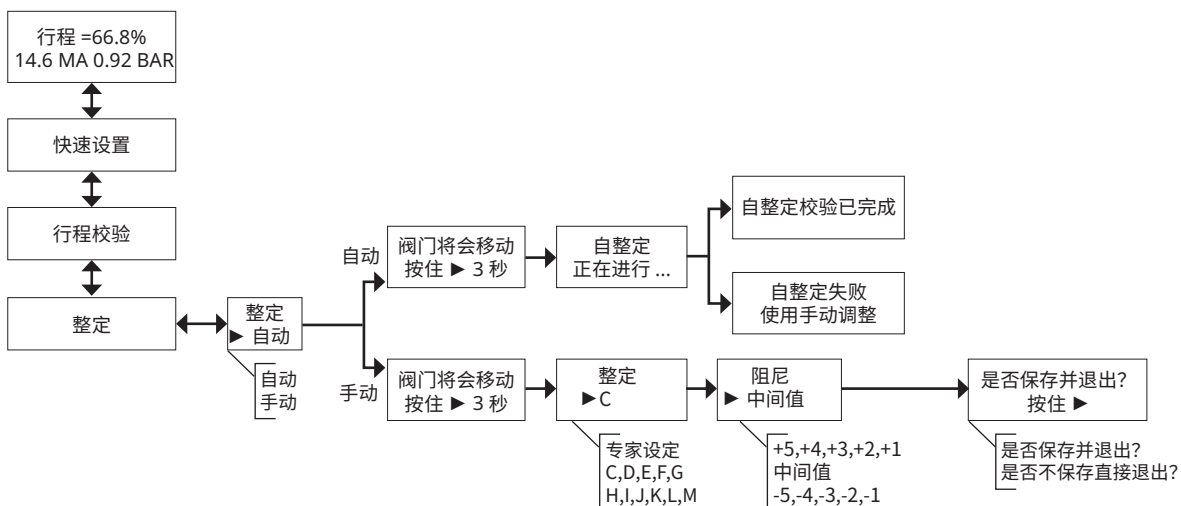 行程 =66.8%
14.6 MA 0.92 BAR
快速设置
行程校验
整定
整定
▶ 自动
自动
手动
自动
阀门将会移动
按住 ▶ 3 秒
自整定
正在进行 ...
自整定校验已完成
自整定失败
使用手动调整
手动
阀门将会移动
按住 ▶ 3 秒
整定
▶C
专家设定
C,D,E,F,G
H,I,J,K,L,M
阻尼
▶ 中间值
+5,+4,+3,+2,+1
中间值
-5,-4,-3,-2,-1
是否保存并退出?
按住 ▶
是否保存并退出?
是否不保存直接退出?